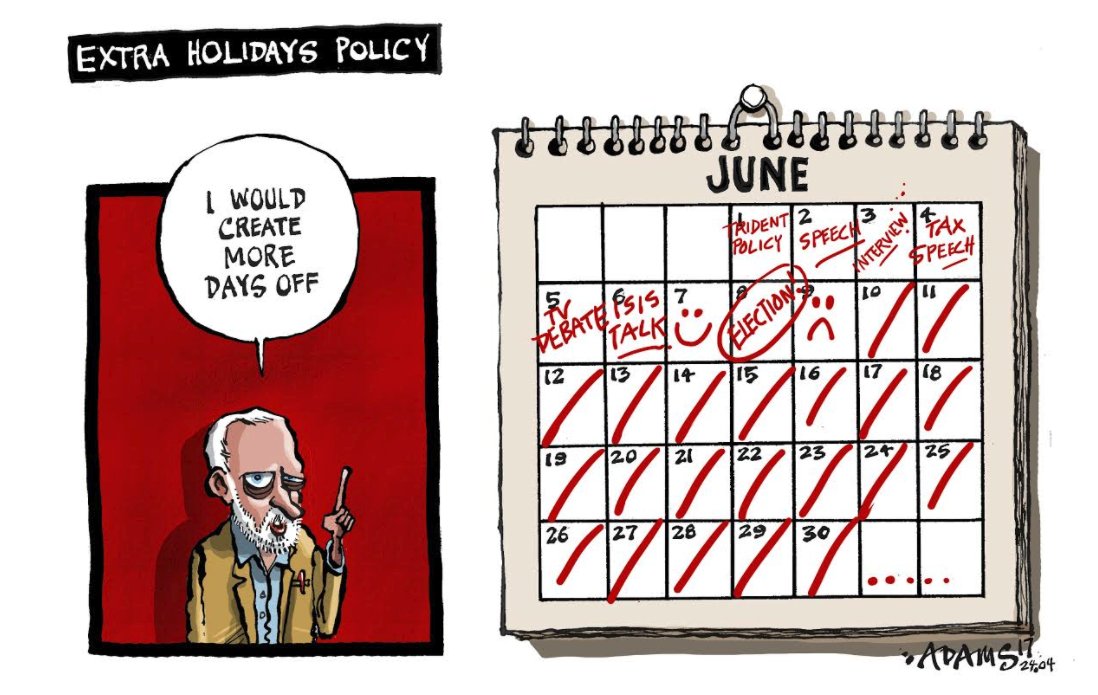 EXTRA HOLIDAYS POLICY
I WOULD
CREATE
MORE
DAYS OFF
JUNE
1 2 3 4
TRIDENT
POLICY
SPEECH
INTERVIEW
TAX
SPEECH
5 6 7 8 9 10 11
TV
DEBATE
ISIS
TALK
ELECTION!
12 13 14 15 16 17 18
19 20 21 22 23 24 25
26 27 28 29 30
.....
ADAMS 17
24.04